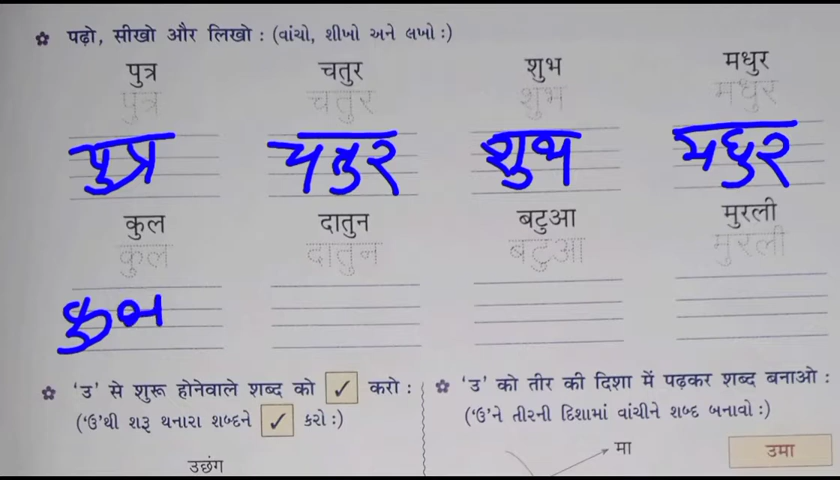 ✿ पढ़ो, सीखो और लिखो : (વાંચો, શીખો અને લખો :)
पुत्र चतुर शुभ मधुर
पुत्र चतुर शुभ मधुर
पुत्र चतुर शुभ मधुर
कुल दातुन बटुआ मुरली
कुल दातुन बटुआ मुरली
कुल
✿ 'उ' से शुरू होनेवाले शब्द को ✓ करो :
('ઉ'થી શરૂ થનારા શબ્દને ✓ કરો :)
उछंग
✿ 'उ' को तीर की दिशा में पढ़कर शब्द बनाओ :
('ઉ'ને તીરની દિશામાં વાંચીને શબ્દ બનાવો :)
मा उमा